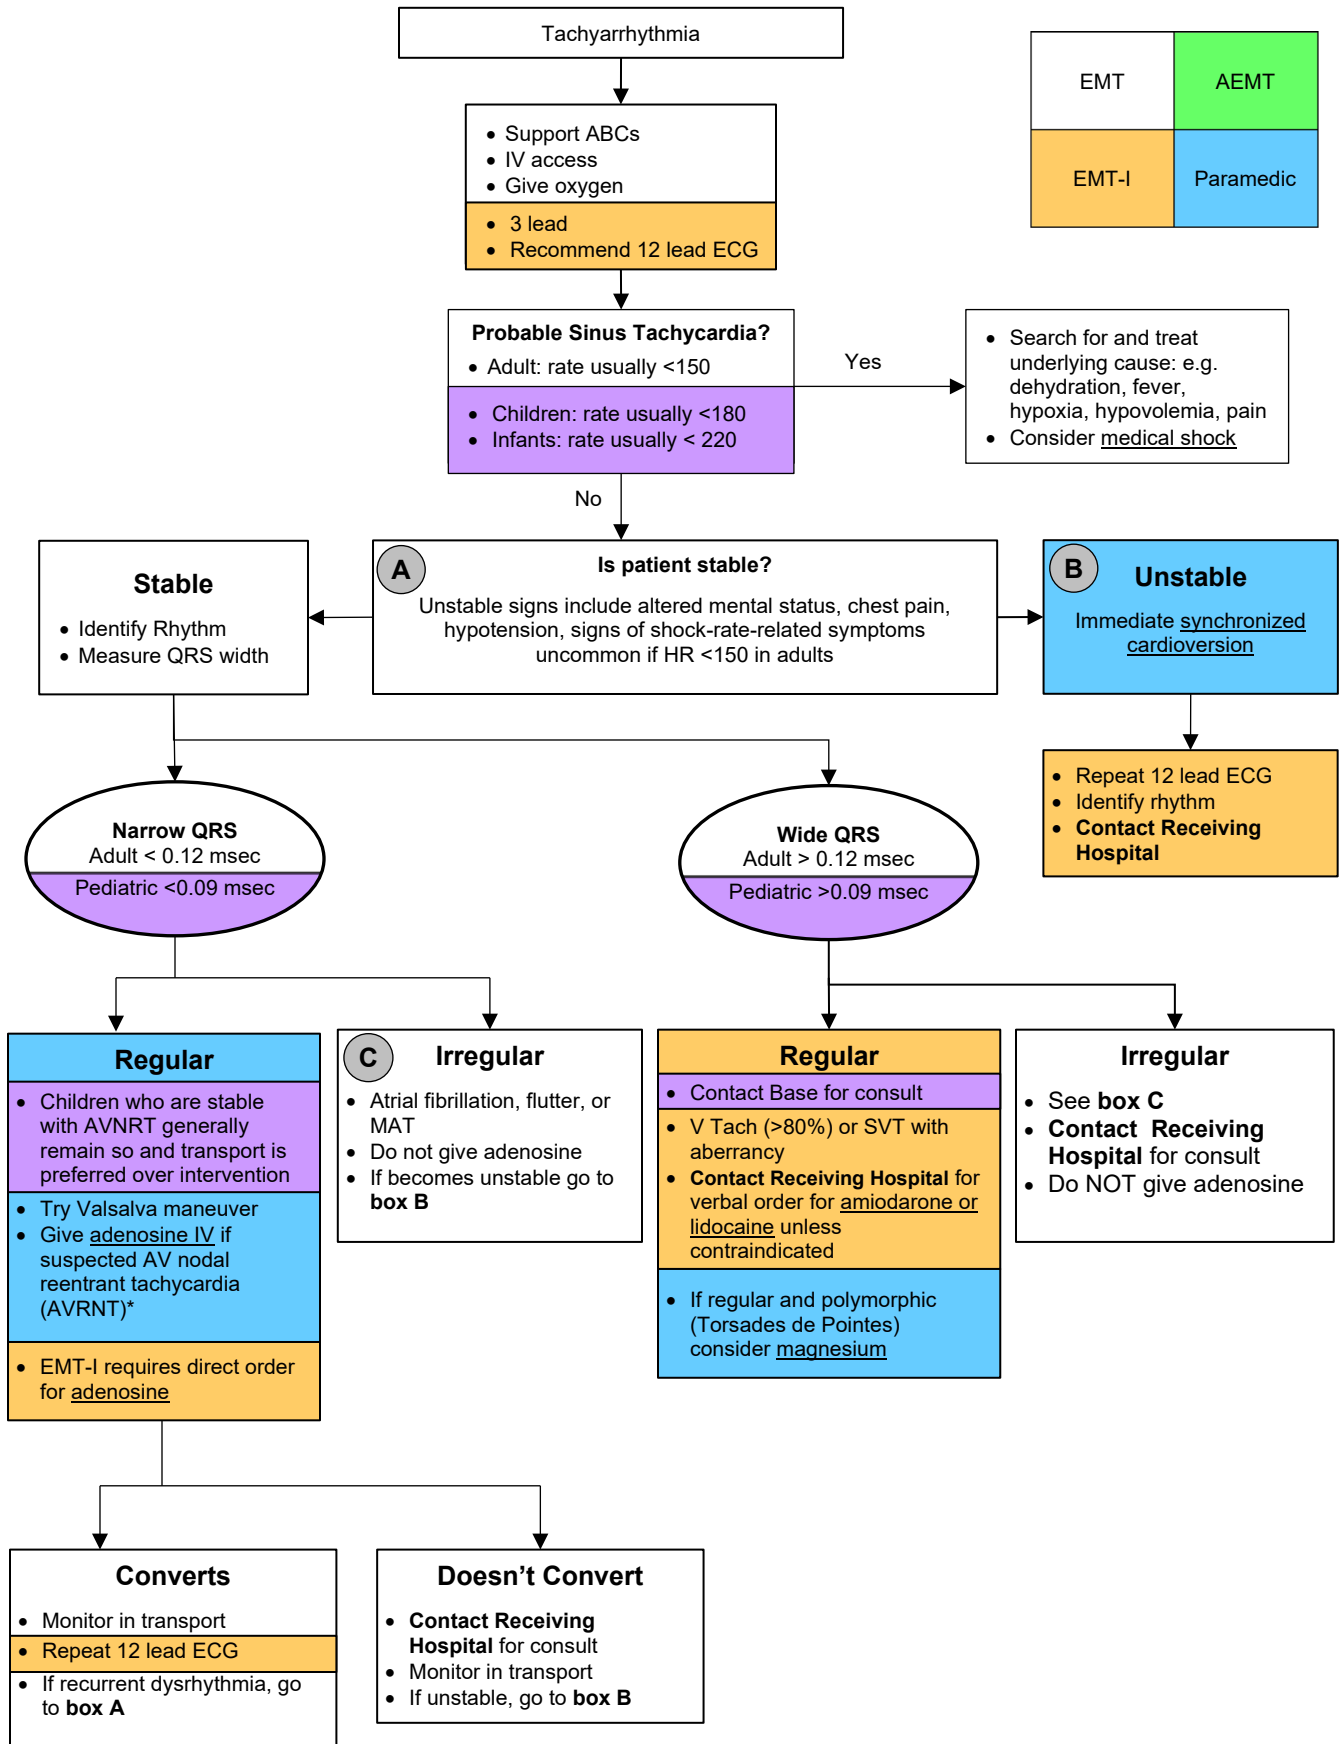 Tachyarrhythmia
EMT
AEMT
EMT-I
Paramedic
• Support ABCs
• IV access
• Give oxygen
• 3 lead
• Recommend 12 lead ECG
Probable Sinus Tachycardia?
• Adult: rate usually <150
• Children: rate usually <180
• Infants: rate usually < 220
Yes
• Search for and treat
underlying cause: e.g.
dehydration, fever,
hypoxia, hypovolemia, pain
• Consider medical shock
No
Stable
• Identify Rhythm
• Measure QRS width
A
Is patient stable?
Unstable signs include altered mental status, chest pain,
hypotension, signs of shock-rate-related symptoms
uncommon if HR <150 in adults
B
Unstable
Immediate synchronized
cardioversion
• Repeat 12 lead ECG
• Identify rhythm
• Contact Receiving
Hospital
Narrow QRS
Adult < 0.12 msec
Pediatric <0.09 msec
Wide QRS
Adult > 0.12 msec
Pediatric >0.09 msec
Regular
• Children who are stable
with AVNRT generally
remain so and transport is
preferred over intervention
• Try Valsalva maneuver
• Give adenosine IV if
suspected AV nodal
reentrant tachycardia
(AVRNT)*
• EMT-I requires direct order
for adenosine
C
Irregular
• Atrial fibrillation, flutter, or
MAT
• Do not give adenosine
• If becomes unstable go to
box B
Regular
• Contact Base for consult
• V Tach (>80%) or SVT with
aberrancy
• Contact Receiving Hospital for
verbal order for amiodarone or
lidocaine unless
contraindicated
• If regular and polymorphic
(Torsades de Pointes)
consider magnesium
Irregular
• See box C
• Contact Receiving
Hospital for consult
• Do NOT give adenosine
Converts
• Monitor in transport
• Repeat 12 lead ECG
• If recurrent dysrhythmia, go
to box A
Doesn’t Convert
• Contact Receiving
Hospital for consult
• Monitor in transport
• If unstable, go to box B